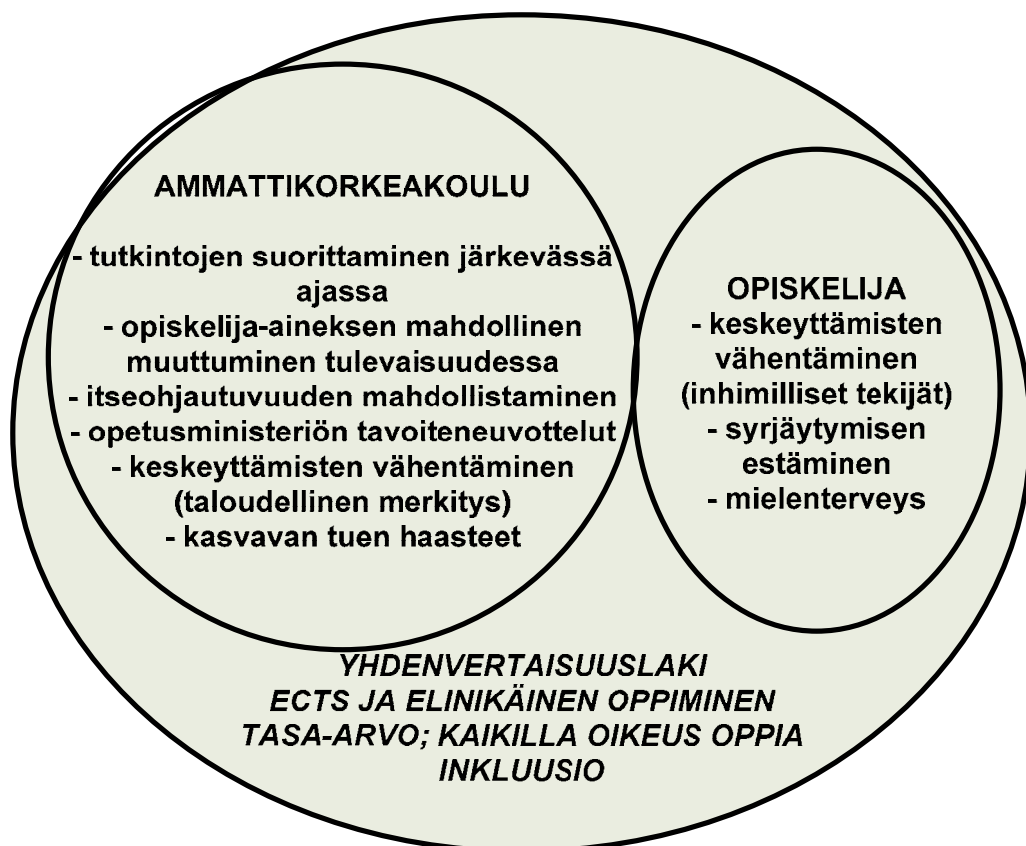 AMMATTIKORKEAKOULU
- tutkintojen suorittaminen järkevässä
ajassa
- opiskelija-aineksen mahdollinen
muuttuminen tulevaisuudessa
- itseohjautuvuuden mahdollistaminen
- opetusministeriön tavoiteneuvottelut
- keskeyttämisten vähentäminen
(taloudellinen merkitys)
- kasvavan tuen haasteet
OPISKELIJA
- keskeyttämisten
vähentäminen
(inhimilliset tekijät)
- syrjäytymisen
estäminen
- mielenterveys
YHDENVERTAISUUSLAKI
ECTS JA ELINIKÄINEN OPPIMINEN
TASA-ARVO; KAIKILLA OIKEUS OPPIA
INKLUUSIO